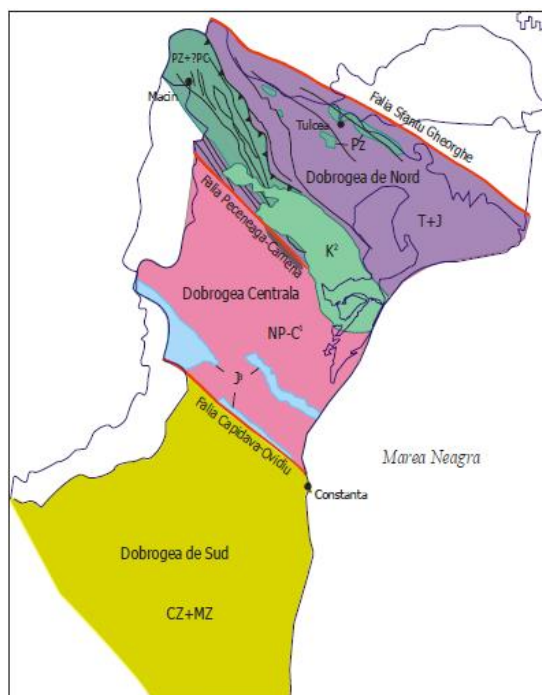 PZ+?PC
Macin
Falia Sfantu Gheorghe
Tulcea
PZ
Dobrogea de Nord
Falia Peceneaga-Camena
T+J
K²
Dobrogea Centrala
NP-C¹
J³
Falia Capidava-Ovidiu
Marea Neagra
Constanta
Dobrogea de Sud
CZ+MZ